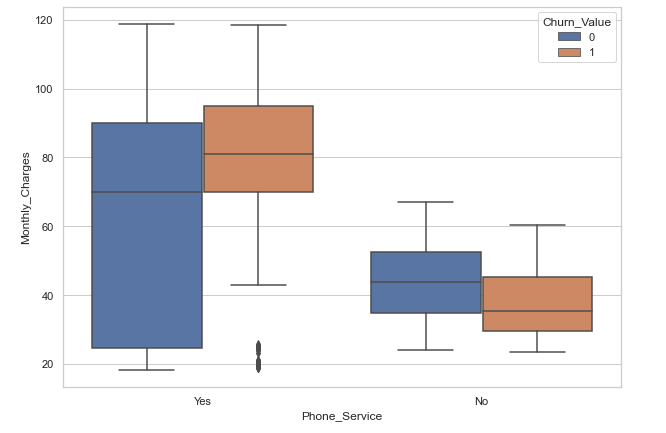 Churn_Value
0
1
120
100
80
60
40
20
Monthly_Charges
Yes
No
Phone_Service